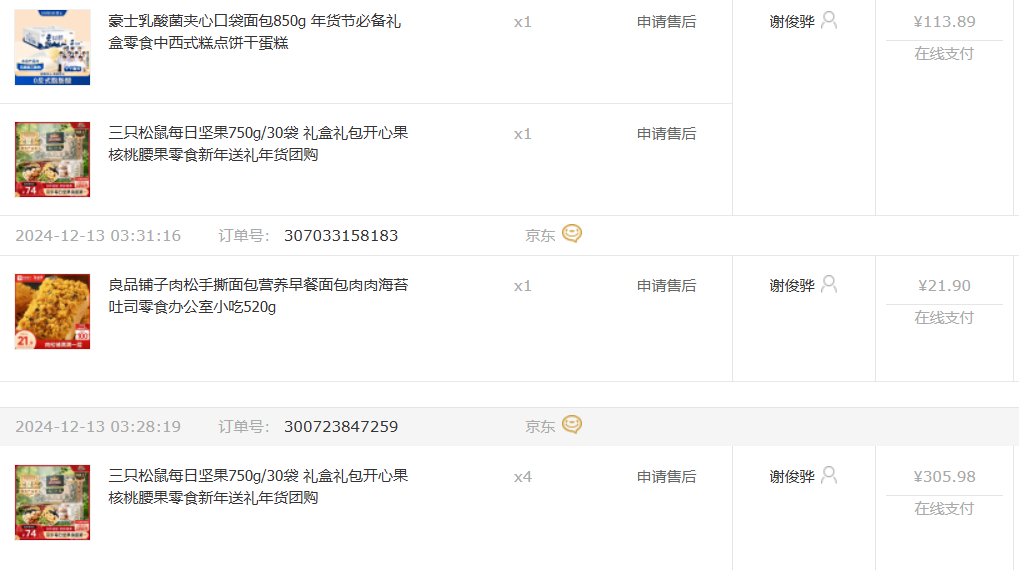 豪士乳酸菌夹心口袋面包850g 年货节必备礼
盒零食中西式糕点饼干蛋糕
x1
申请售后
谢俊骅
¥113.89
在线支付
三只松鼠每日坚果750g/30袋 礼盒礼包开心果
核桃腰果零食新年送礼年货团购
x1
申请售后
74
2024-12-13 03:31:16 订单号: 307033158183 京东
良品铺子肉松手撕面包营养早餐面包肉肉海苔
吐司零食办公室小吃520g
x1
申请售后
谢俊骅
¥21.90
在线支付
21
100
2024-12-13 03:28:19 订单号: 300723847259 京东
三只松鼠每日坚果750g/30袋 礼盒礼包开心果
核桃腰果零食新年送礼年货团购
x4
申请售后
谢俊骅
¥305.98
在线支付
74